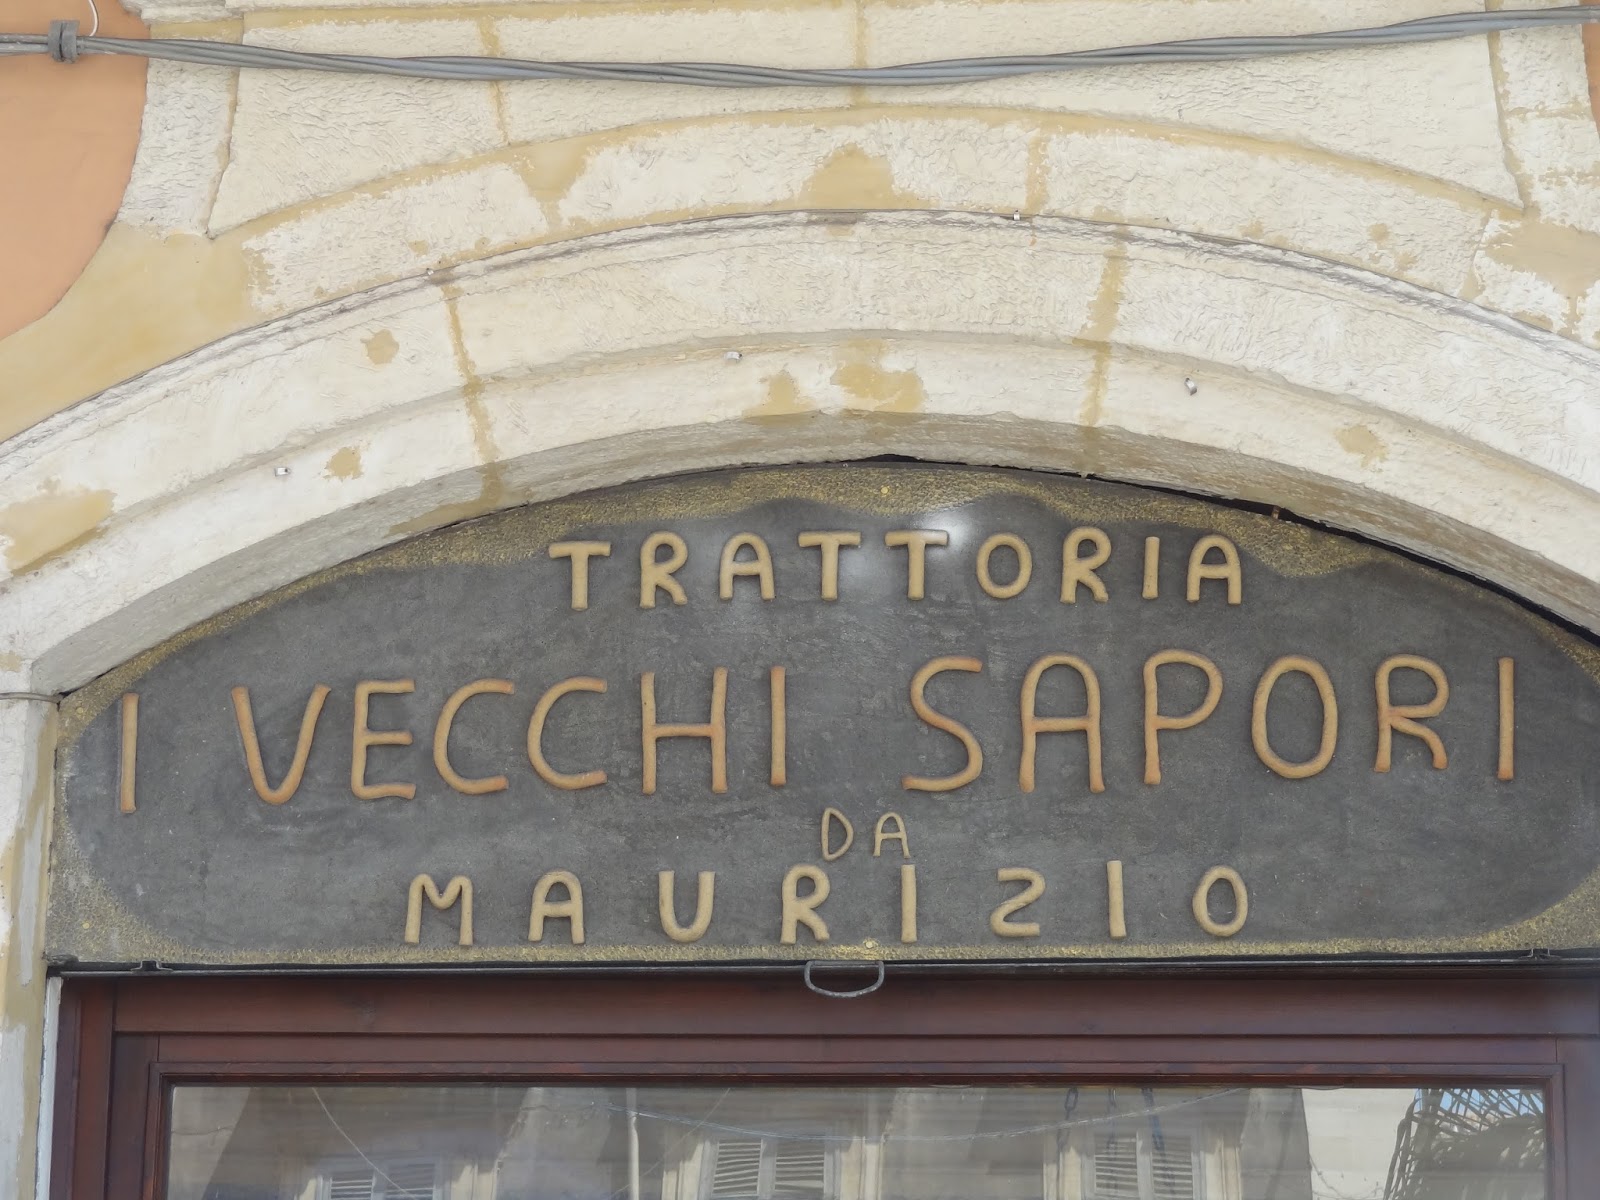 TRATTORIA
I VECCHI SAPORI
DA
MAURIZIO